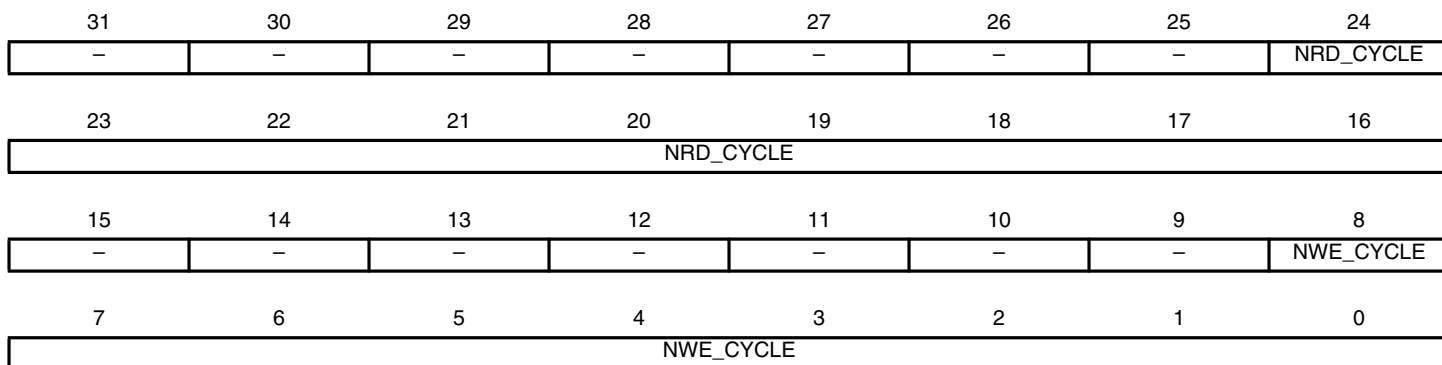 31 30 29 28 27 26 25 24
– – – – – – – NRD_CYCLE
23 22 21 20 19 18 17 16
NRD_CYCLE
15 14 13 12 11 10 9 8
– – – – – – – NWE_CYCLE
7 6 5 4 3 2 1 0
NWE_CYCLE